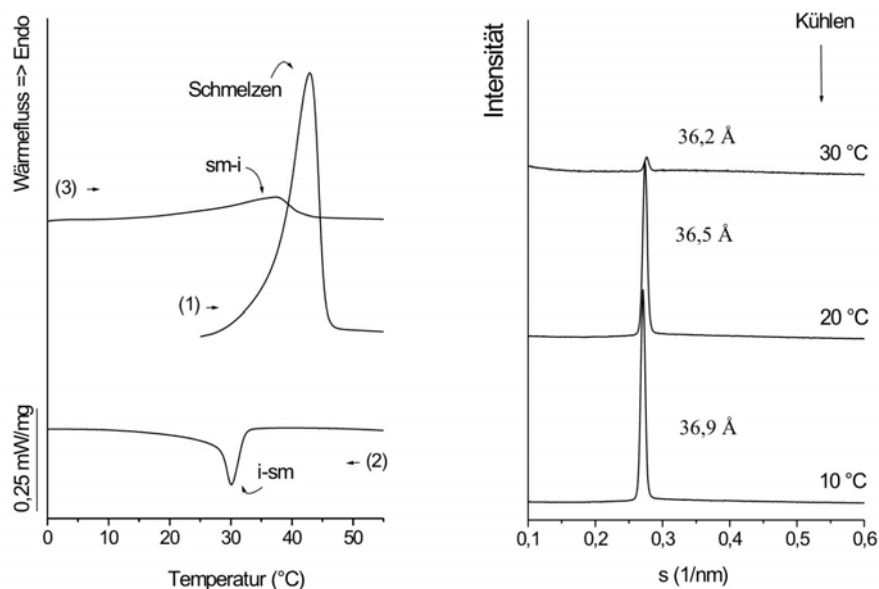 Wärmefluss => Endo
Schmelzen
sm-i
(3)
(1)
(2)
i-sm
0,25 mW/mg
0 10 20 30 40 50
Temperatur (°C)
Intensität
Kühlen
36,2 Å
30 °C
36,5 Å
20 °C
36,9 Å
10 °C
0,1 0,2 0,3 0,4 0,5 0,6
s (1/nm)